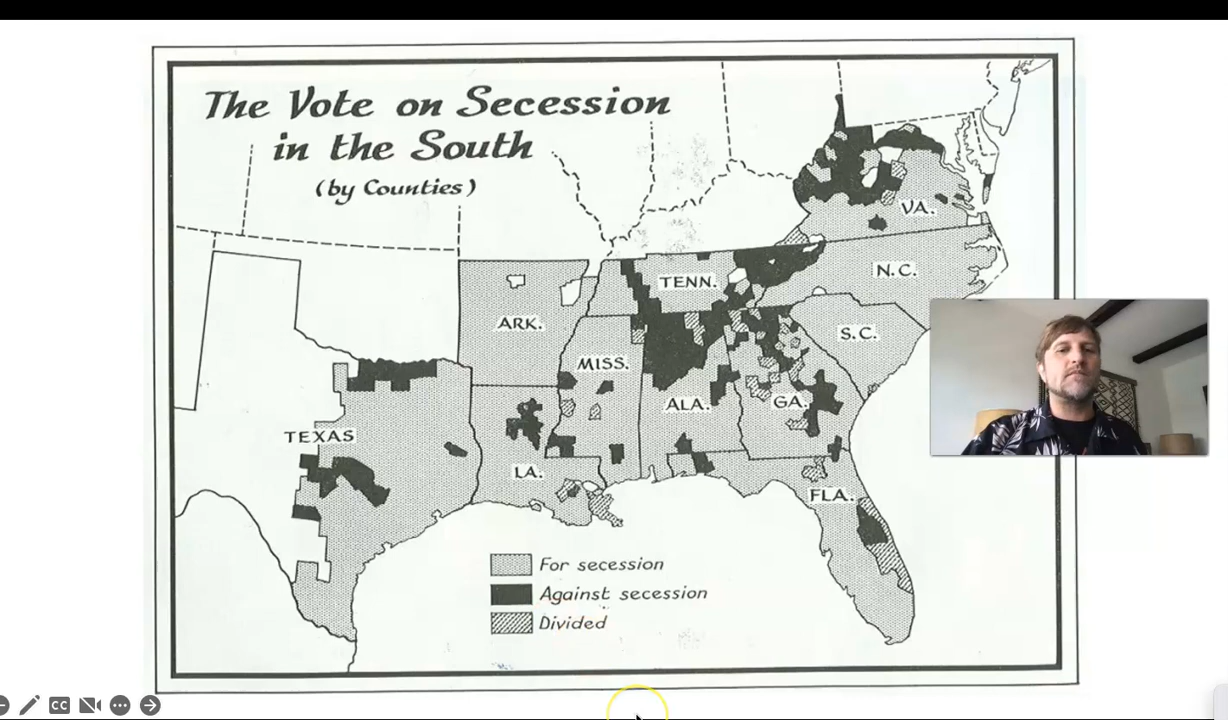 The Vote on Secession
in the South
(by Counties)
VA.
N.C.
TENN.
ARK.
S.C.
MISS.
ALA.
GA.
TEXAS
LA.
FLA.
For secession
Against secession
Divided
CC